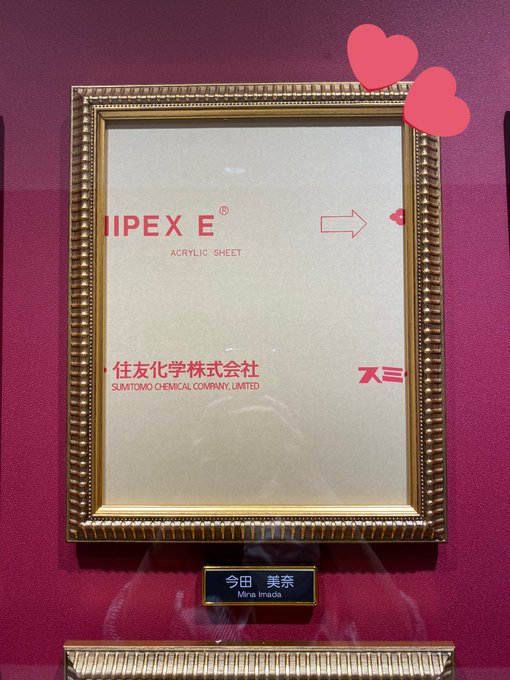 IIPEX E®
ACRYLIC SHEET
住友化学株式会社
SUMITOMO CHEMICAL COMPANY, LIMITED
スミ
今田 美奈
Mina Imada